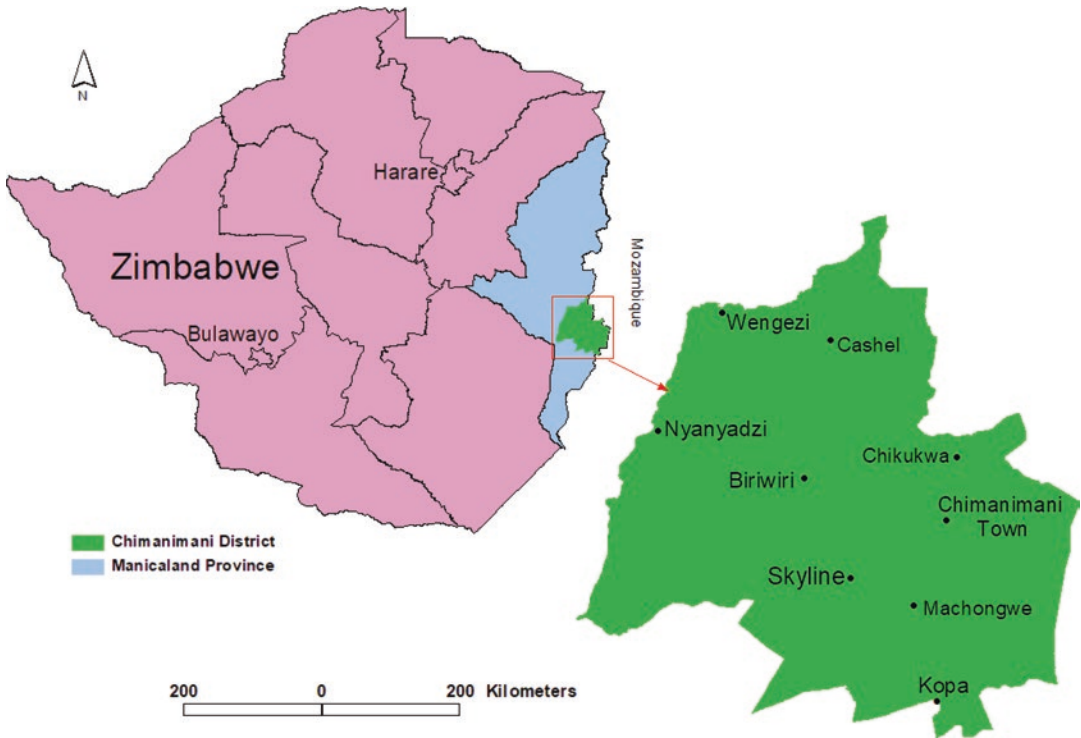 N
Harare
Zimbabwe
Bulawayo
Mozambique
Wengezi
Cashel
Nyanyadzi
Chikukwa
Biriwiri
Chimanimani
Town
Skyline
Machongwe
Kopa
Chimanimani District
Manicaland Province
200 0 200 Kilometers